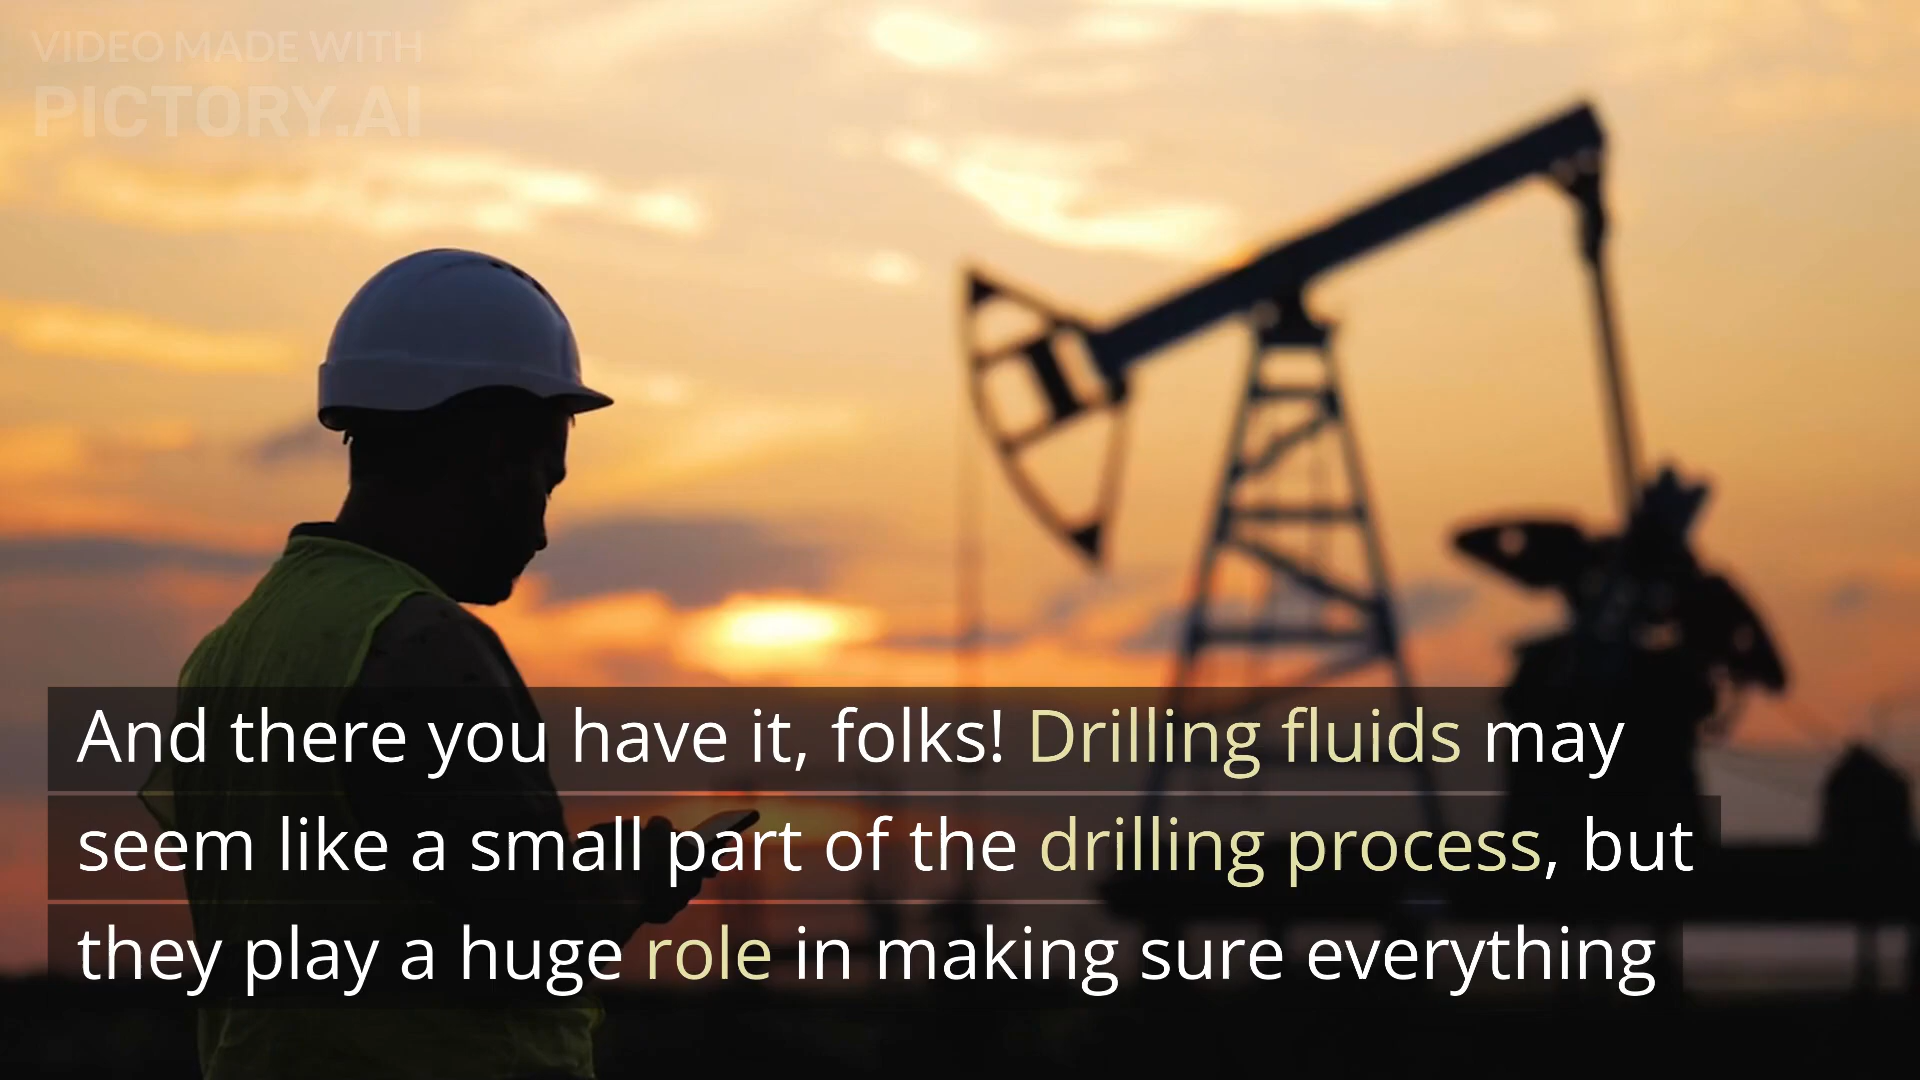 VIDEO MADE WITH
PICTORY.AI
And there you have it, folks! Drilling fluids may
seem like a small part of the drilling process, but
they play a huge role in making sure everything